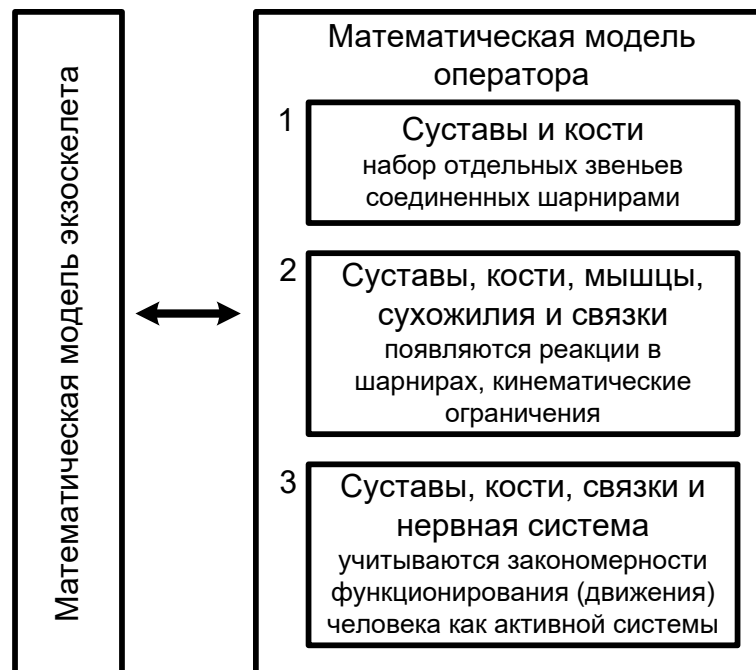 Математическая модель экзоскелета
Математическая модель
оператора
1
Суставы и кости
набор отдельных звеньев
соединенных шарнирами
2
Суставы, кости, мышцы,
сухожилия и связки
появляются реакции в
шарнирах, кинематические
ограничения
3
Суставы, кости, связки и
нервная система
учитываются закономерности
функционирования (движения)
человека как активной системы